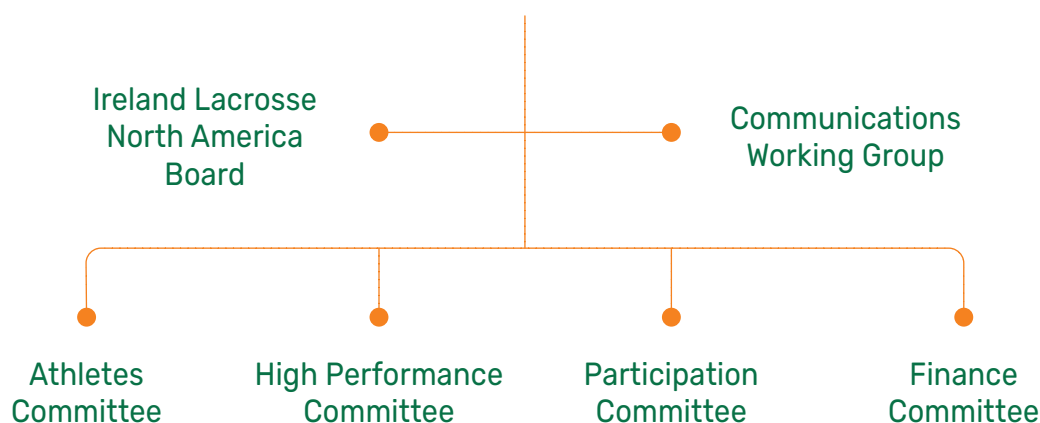 Ireland Lacrosse
North America
Board
Communications
Working Group
Athletes
Committee
High Performance
Committee
Participation
Committee
Finance
Committee